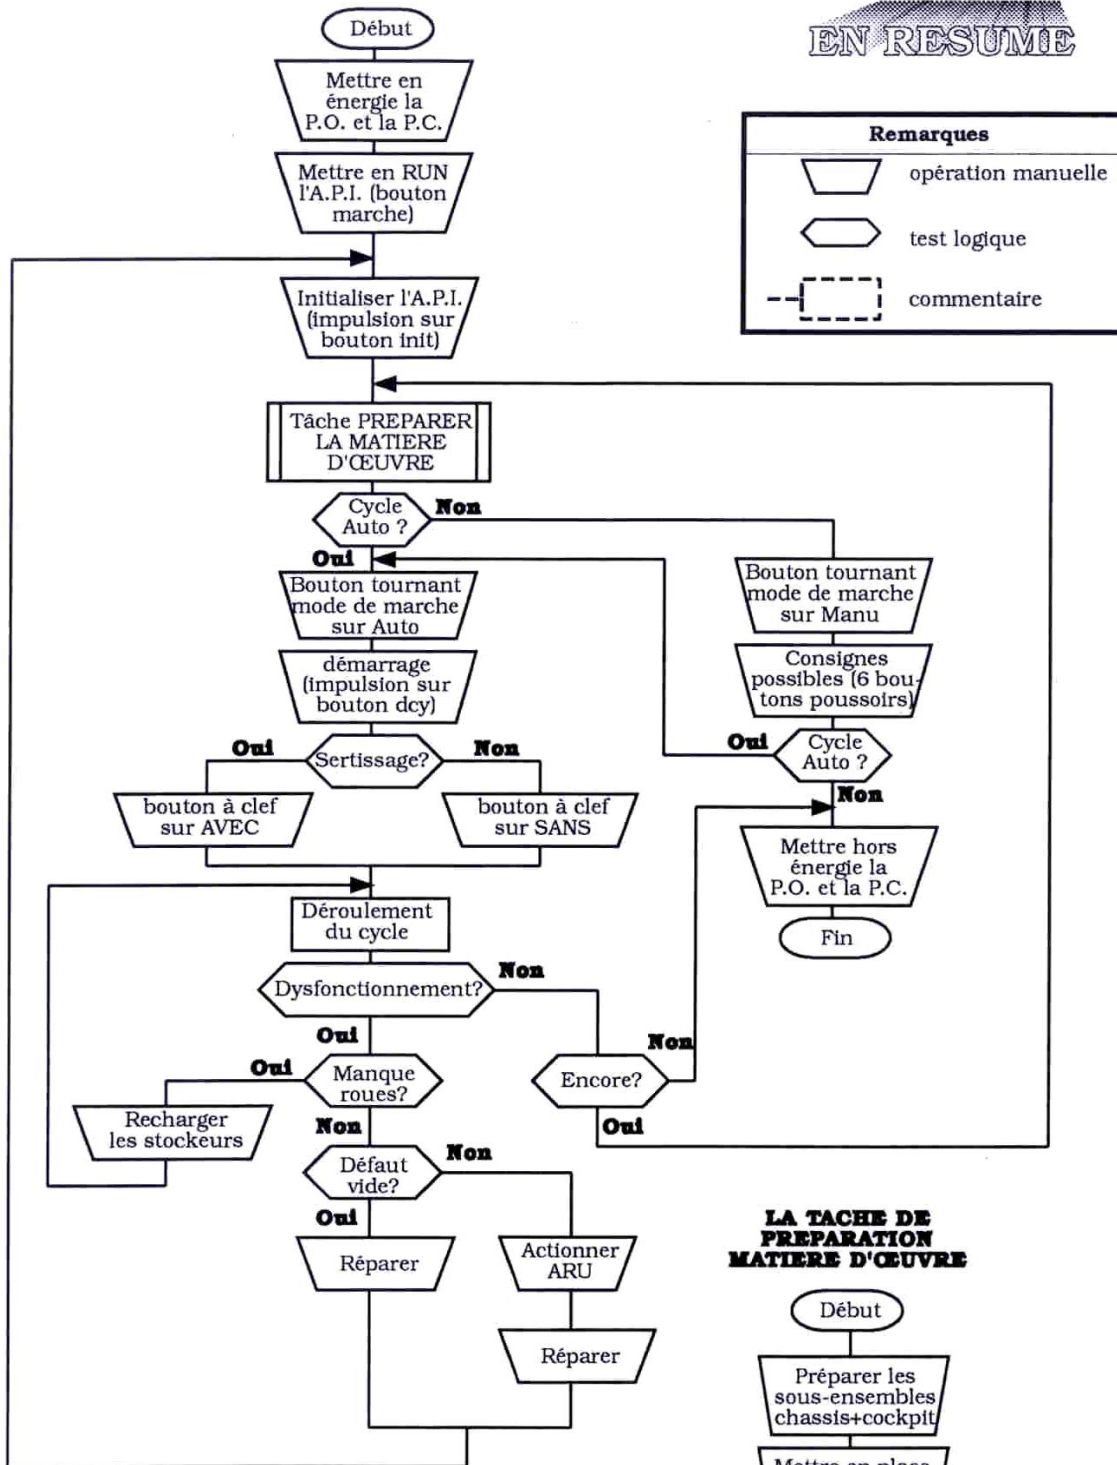 EN RESUME
Début
Mettre en
énergie la
P.O. et la P.C.
Mettre en RUN
l'A.P.I. (bouton
marche)
Remarques
opération manuelle
test logique
commentaire
Initialiser l'A.P.I.
(impulsion sur
bouton init)
Tâche PREPARER
LA MATIERE
D'ŒUVRE
Cycle
Auto ?
Non
Oui
Bouton tournant
mode de marche
sur Auto
démarrage
(impulsion sur
bouton dcy)
Bouton tournant
mode de marche
sur Manu
Consignes
possibles (6 bou-
tons poussoirs)
Oui
Cycle
Auto ?
Non
Mettre hors
énergie la
P.O. et la P.C.
Fin
Oui
Sertissage?
Non
bouton à clef
sur AVEC
bouton à clef
sur SANS
Déroulement
du cycle
Dysfonctionnement?
Non
Oui
Non
Encore?
Oui
Oui
Manque
roues?
Recharger
les stockeurs
Non
Défaut
vide?
Non
Oui
Réparer
Actionner
ARU
Réparer
LA TACHE DE
PREPARATION
MATIERE D'ŒUVRE
Début
Préparer les
sous-ensembles
chassis+cockpit
Mettre en place